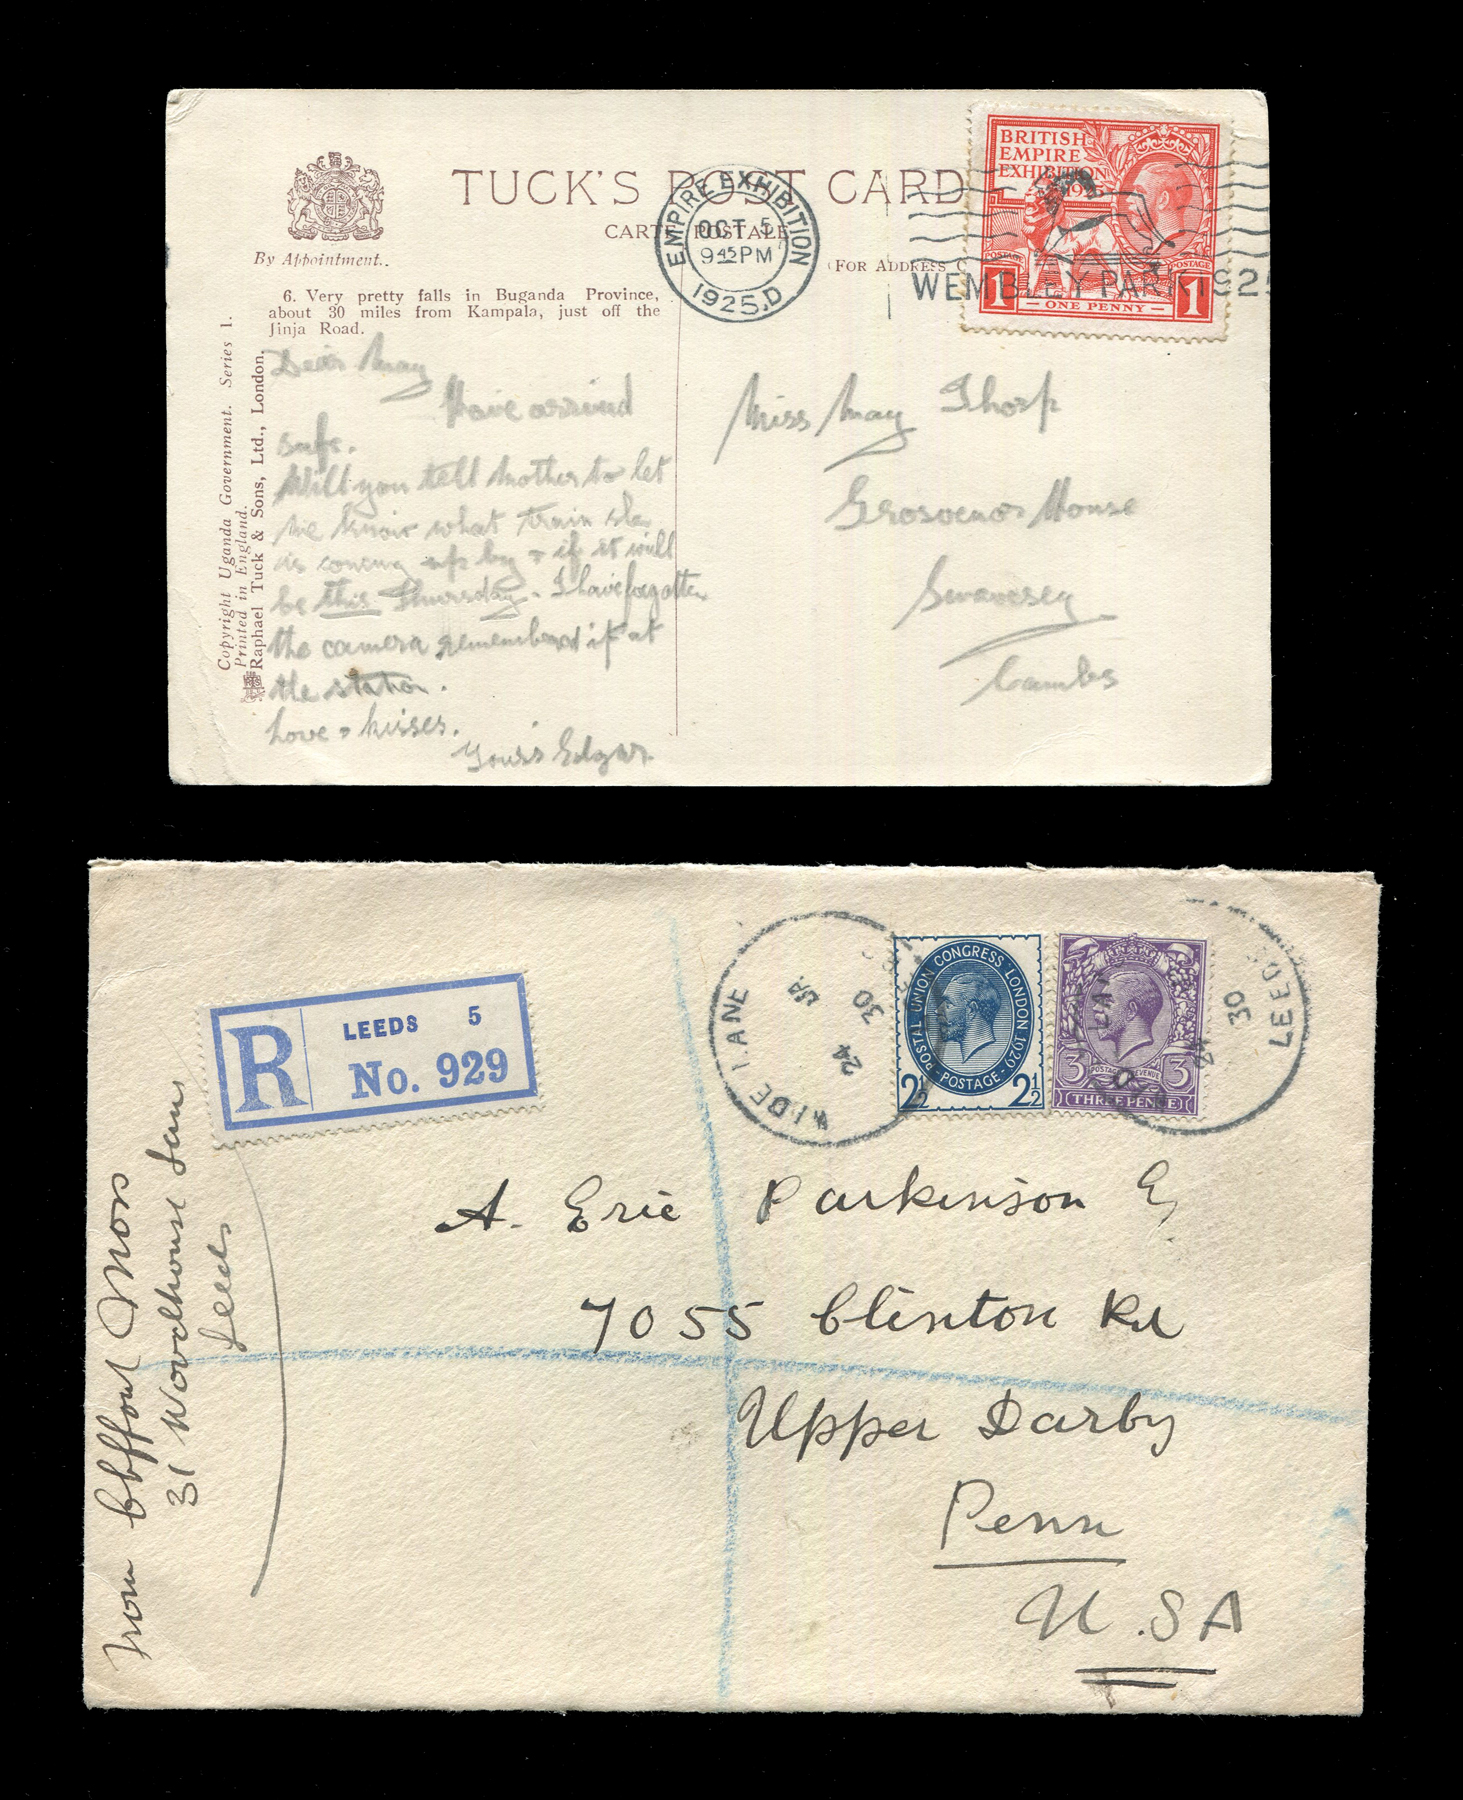 TUCK'S POST CARD
CARTE POSTALE
By Appointment.
(FOR ADDRESS
EMPIRE EXHIBITION
OCT 5
9 45 PM
1925.D
WEMBLEY PARK
BRITISH
EMPIRE
EXHIBITION
1925
POSTAGE POSTAGE
1 1
ONE PENNY
6. Very pretty falls in Buganda Province,
about 30 miles from Kampala, just off the
Jinja Road.
Copyright Uganda Government. Series 1.
Printed in England.
Raphael Tuck & Sons, Ltd., London.
Dear May
Have arrived
safe.
Will you tell Mother to let
me know what train she
is coming up by & if it will
be this Thursday. I have forgotten
the camera remembered it at
the station.
Love & kisses.
Yours Edgar
Miss May Thorp
Grosvenor House
Swavesey
Cambs
R
LEEDS 5
No. 929
LANE
30
24
POSTAL UNION CONGRESS LONDON 1929
POSTAGE
2½ 2½
POSTAGE REVENUE
3 3
THREE PENCE
30
LEEDS
A. Eric Parkinson
7055 Clinton Rd
Upper Darby
Penn
U.SA
from Moss
31 Woodhouse Lane
Leeds